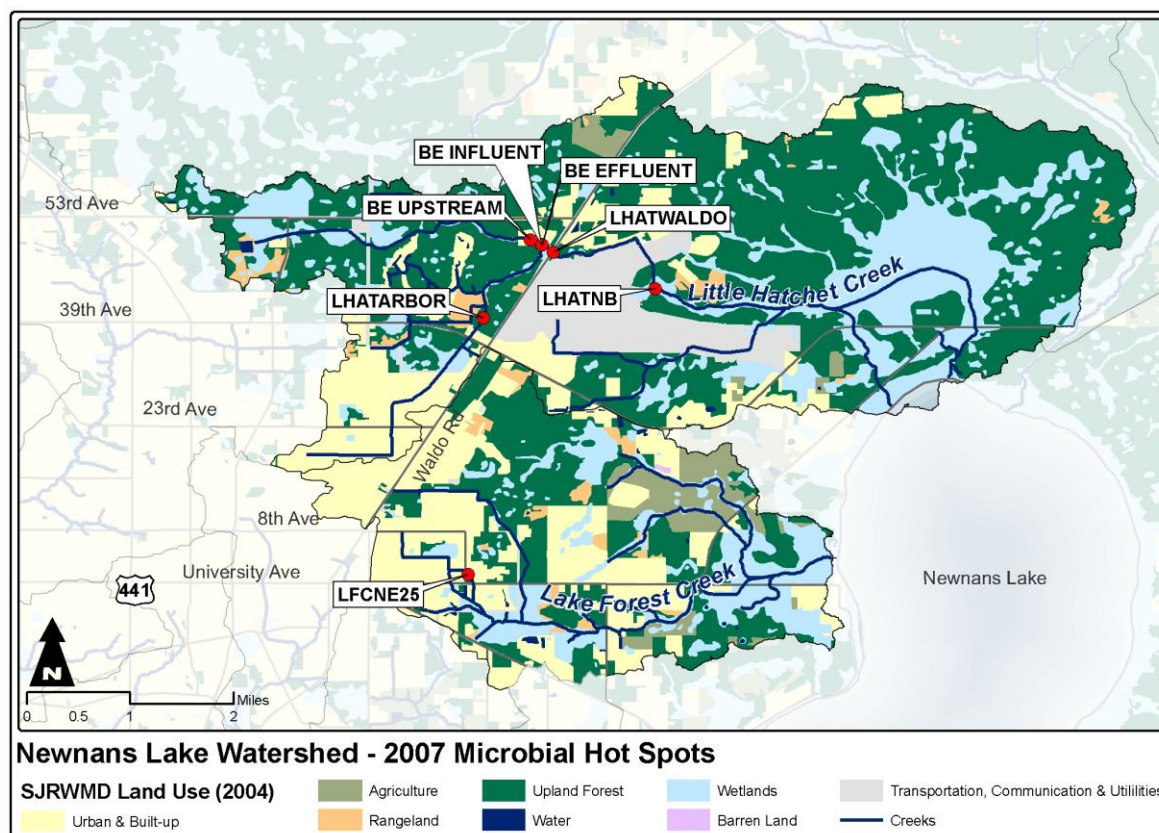 BE INFLUENT
BE EFFLUENT
53rd Ave
BE UPSTREAM
LHATWALDO
Little Hatchet Creek
LHATARBOR
LHATNB
39th Ave
23rd Ave
Waldo Rd
8th Ave
University Ave
441
LFCNE25
Lake Forest Creek
Newnans Lake
N
Miles
0 0.5 1 2
Newnans Lake Watershed - 2007 Microbial Hot Spots
SJRWMD Land Use (2004)
Agriculture
Upland Forest
Wetlands
Transportation, Communication & Utililities
Urban & Built-up
Rangeland
Water
Barren Land
Creeks